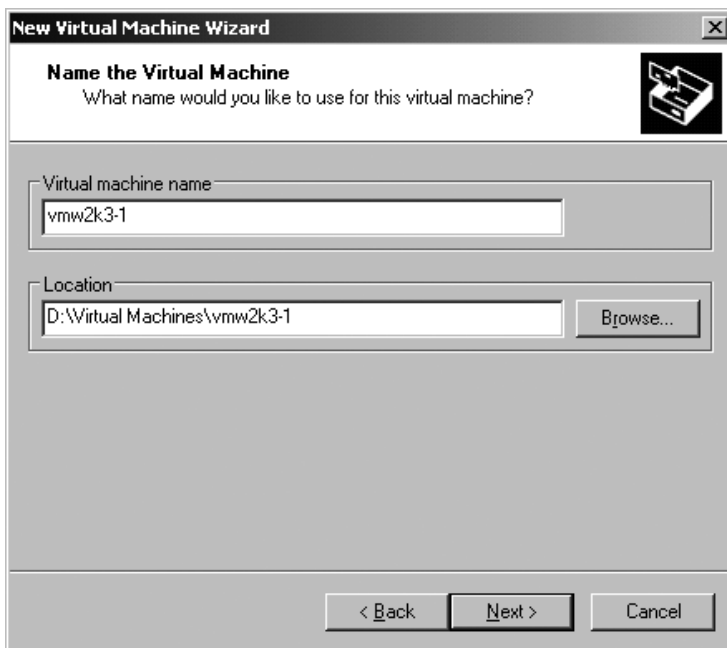 New Virtual Machine Wizard
Name the Virtual Machine
What name would you like to use for this virtual machine?
Virtual machine name
vmw2k3-1
Location
D:\Virtual Machines\vmw2k3-1
Browse...
< Back
Next >
Cancel